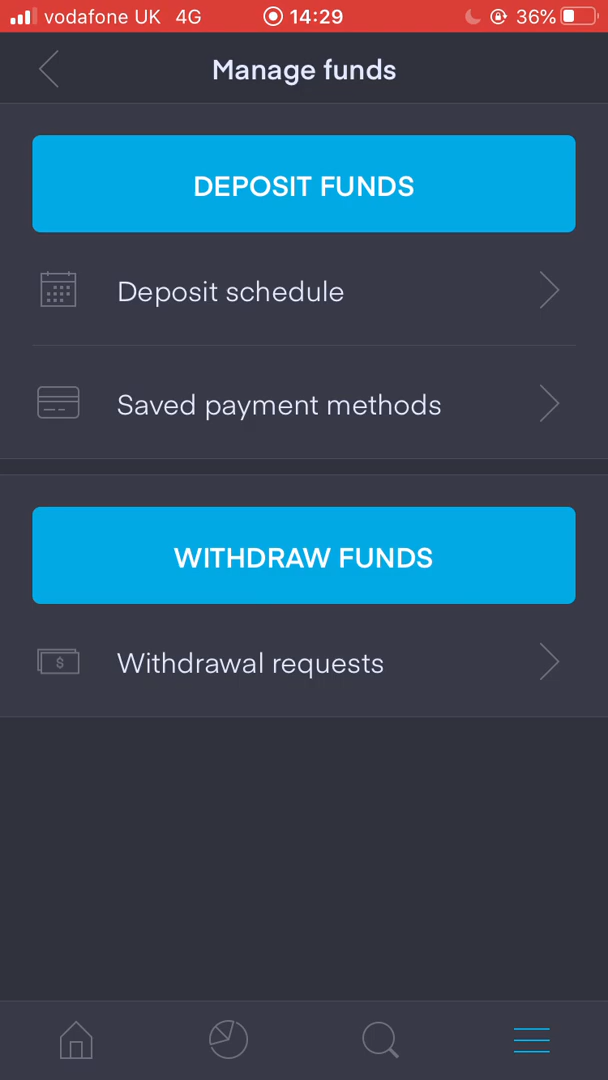 vodafone UK 4G 14:29 36%
Manage funds
DEPOSIT FUNDS
Deposit schedule
Saved payment methods
WITHDRAW FUNDS
$ Withdrawal requests